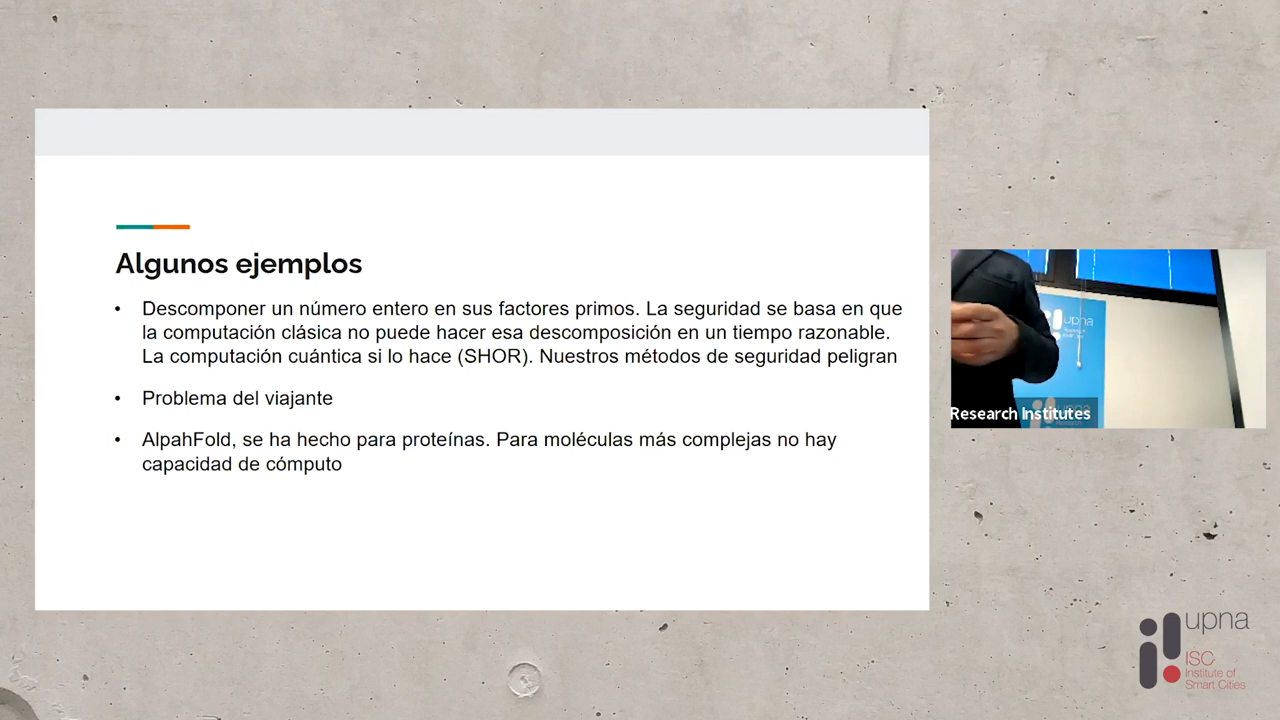 Algunos ejemplos
• Descomponer un número entero en sus factores primos. La seguridad se basa en que
la computación clásica no puede hacer esa descomposición en un tiempo razonable.
La computación cuántica si lo hace (SHOR). Nuestros métodos de seguridad peligran
• Problema del viajante
• AlpahFold, se ha hecho para proteínas. Para moléculas más complejas no hay
capacidad de cómputo
upna
Research Institutes
upna
ISC
Institute of
Smart Cities